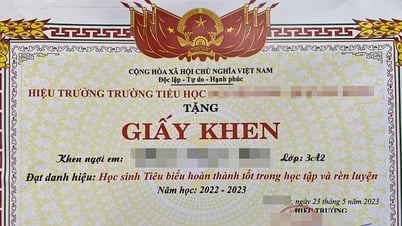 CỘNG HÒA XÃ HỘI CHỦ NGHĨA VIỆT NAM
Độc lập - Tự do - Hạnh phúc
HIỆU TRƯỞNG TRƯỜNG TIỂU HỌC
TẶNG
GIẤY KHEN
Khen ngợi em: Lớp: 3A2
Đạt danh hiệu: Học sinh Tiêu biểu hoàn thành tốt trong học tập và rèn luyện
Năm học: 2022 - 2023
, ngày 23 tháng 5 năm 2023
HIỆU TRƯỞNG